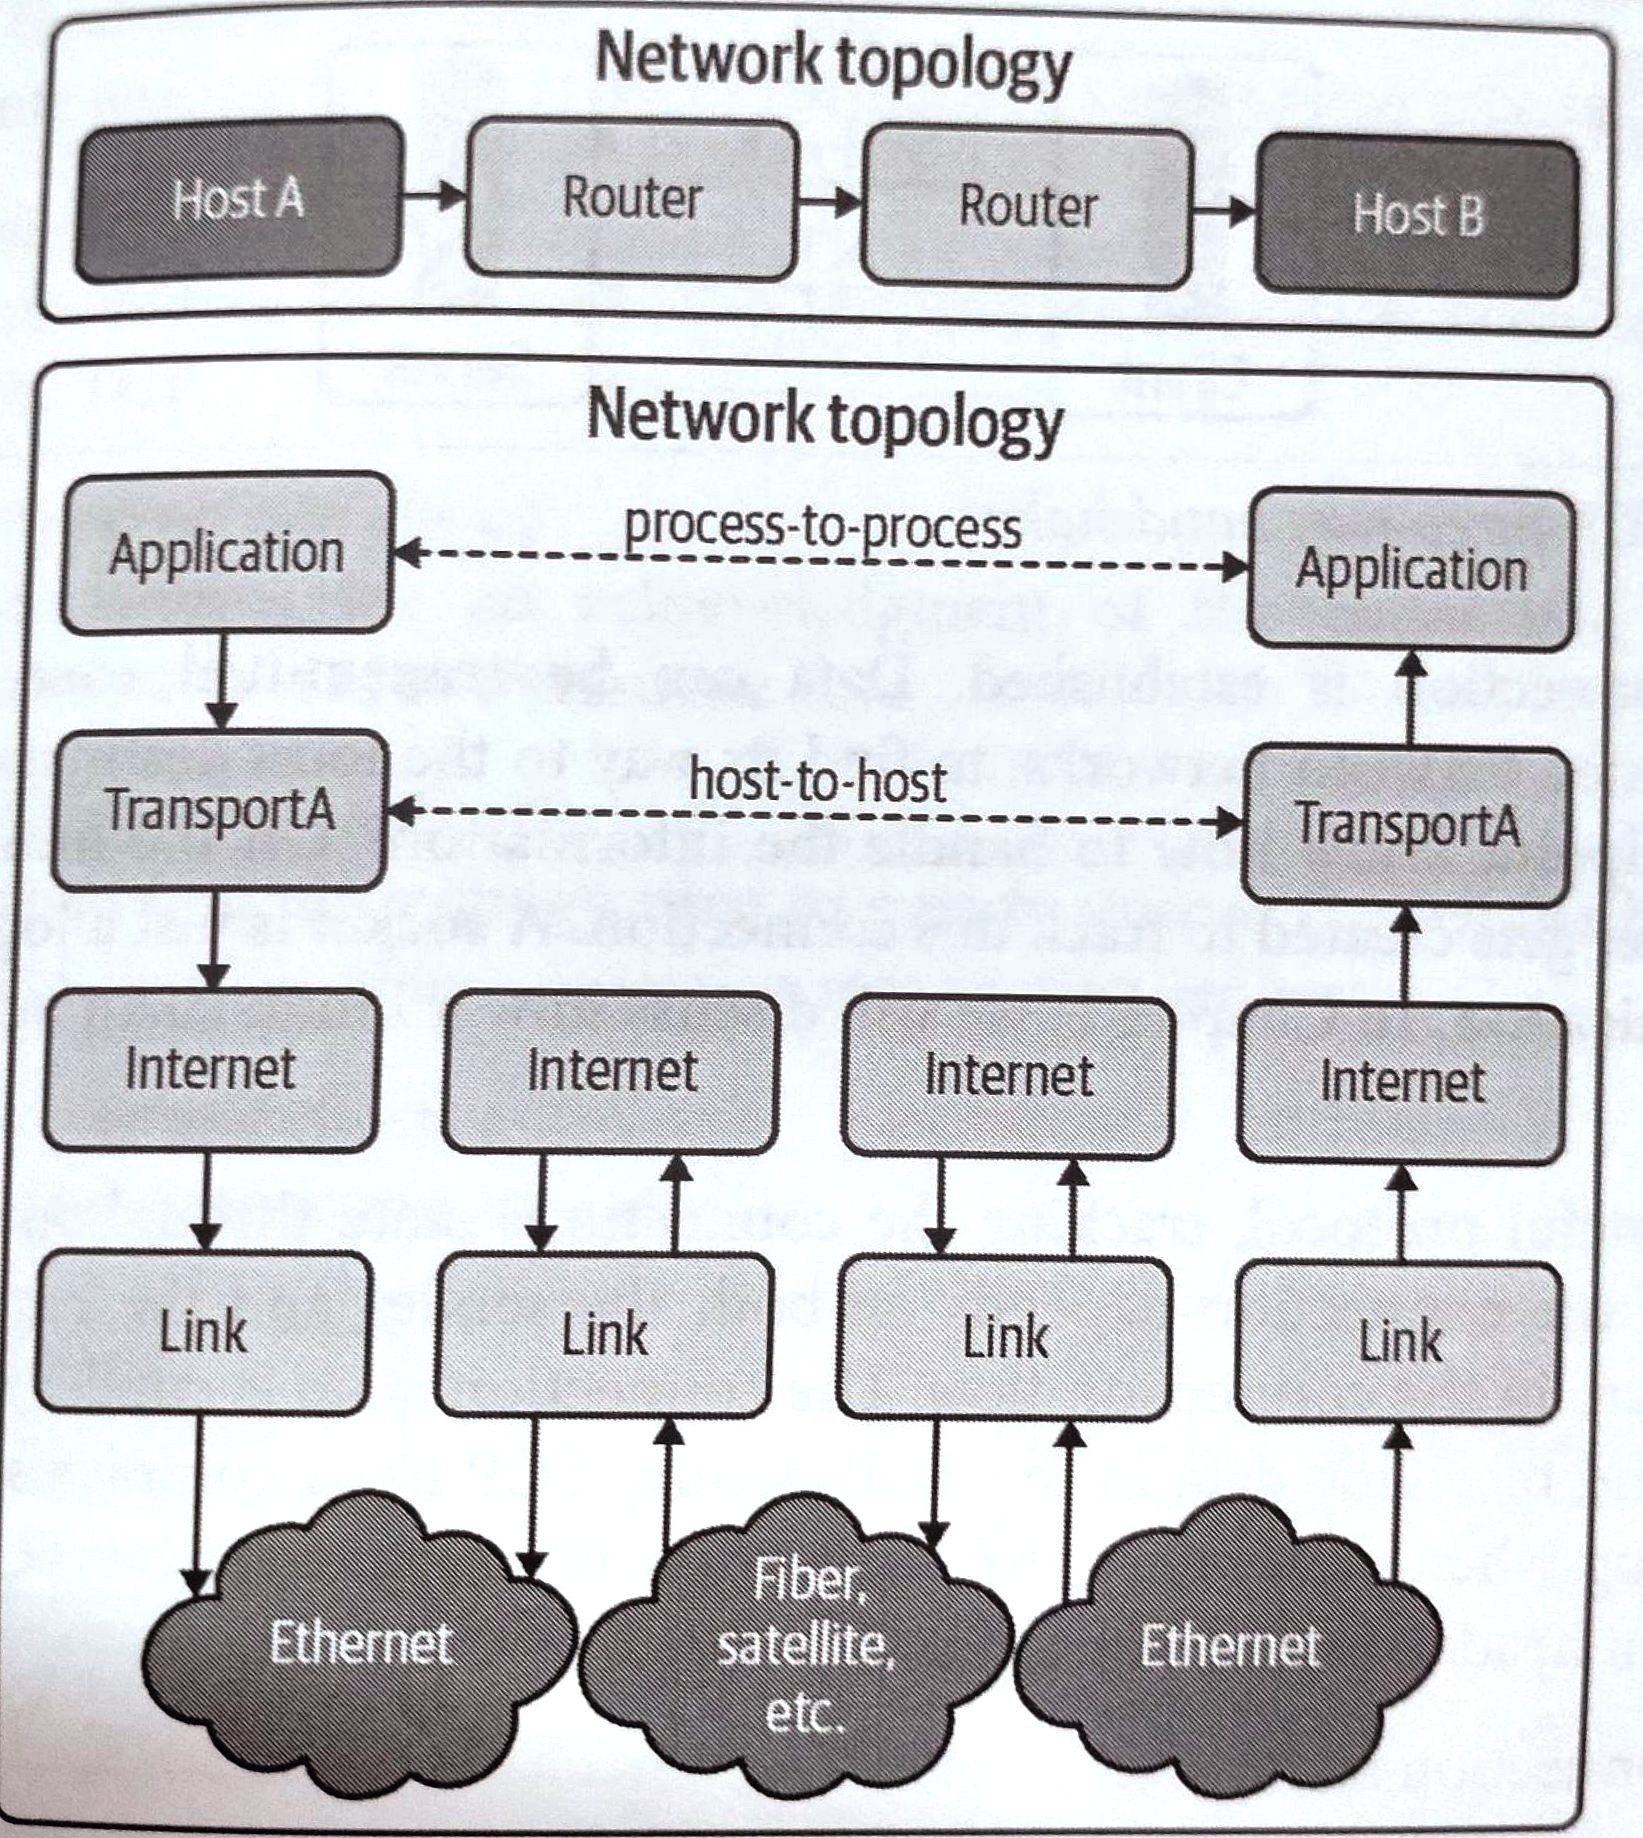 Network topology
Host A
Router
Router
Host B
Network topology
Application
process-to-process
Application
TransportA
host-to-host
TransportA
Internet
Internet
Internet
Internet
Link
Link
Link
Link
Ethernet
Fiber,
satellite,
etc.
Ethernet